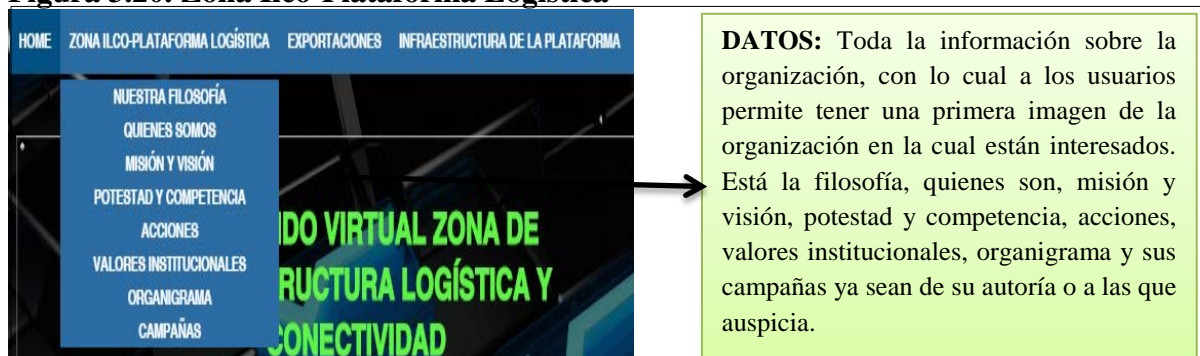 Figura 5.20. Zona Ilco-Plataforma Logística
HOME ZONA ILCO-PLATAFORMA LOGÍSTICA EXPORTACIONES INFRAESTRUCTURA DE LA PLATAFORMA
NUESTRA FILOSOFÍA
QUIENES SOMOS
MISIÓN Y VISIÓN
POTESTAD Y COMPETENCIA
ACCIONES
VALORES INSTITUCIONALES
ORGANIGRAMA
CAMPAÑAS
VIRTUAL ZONA DE
LOGÍSTICA Y
DATOS: Toda la información sobre la
organización, con lo cual a los usuarios
permite tener una primera imagen de la
organización en la cual están interesados.
Está la filosofía, quienes son, misión y
visión, potestad y competencia, acciones,
valores institucionales, organigrama y sus
campañas ya sean de su autoría o a las que
auspicia.